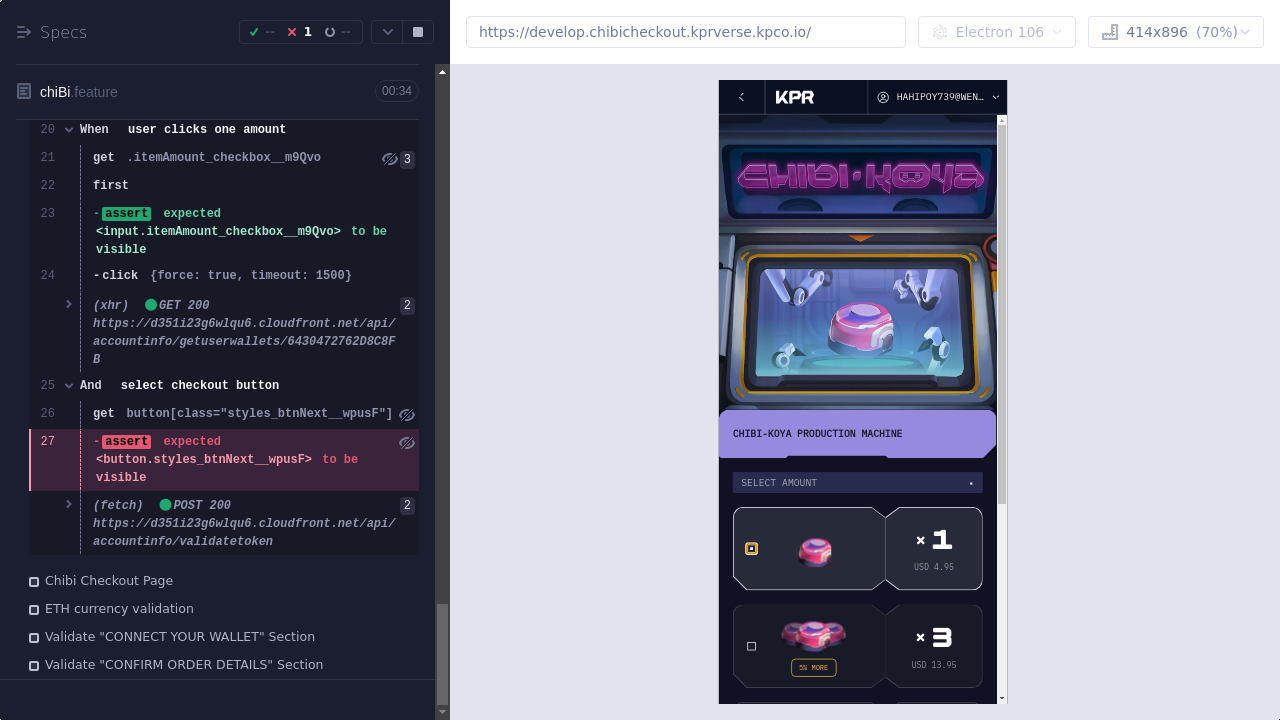 Specs
-- 1 --
https://develop.chibicheckout.kprverse.kpco.io/
Electron 106
414x896 (70%)
chiBi.feature
00:34
20 When user clicks one amount
21 get .itemAmount_checkbox__m9Qvo 3
22 first
23 -assert expected
<input.itemAmount_checkbox__m9Qvo> to be
visible
24 -click {force: true, timeout: 1500}
(xhr) GET 200 2
https://d351i23g6wlqu6.cloudfront.net/api/
accountinfo/getuserwallets/6430472762D8C8F
B
25 And select checkout button
26 get button[class="styles_btnNext__wpusF"]
27 -assert expected
<button.styles_btnNext__wpusF> to be
visible
(fetch) POST 200 2
https://d351i23g6wlqu6.cloudfront.net/api/
accountinfo/validatetoken
Chibi Checkout Page
ETH currency validation
Validate "CONNECT YOUR WALLET" Section
Validate "CONFIRM ORDER DETAILS" Section
KPR
HAHIPOY739@WEN…
CHIBI·KOYA
CHIBI-KOYA PRODUCTION MACHINE
SELECT AMOUNT
×1
USD 4.95
×3
USD 13.95
5% MORE